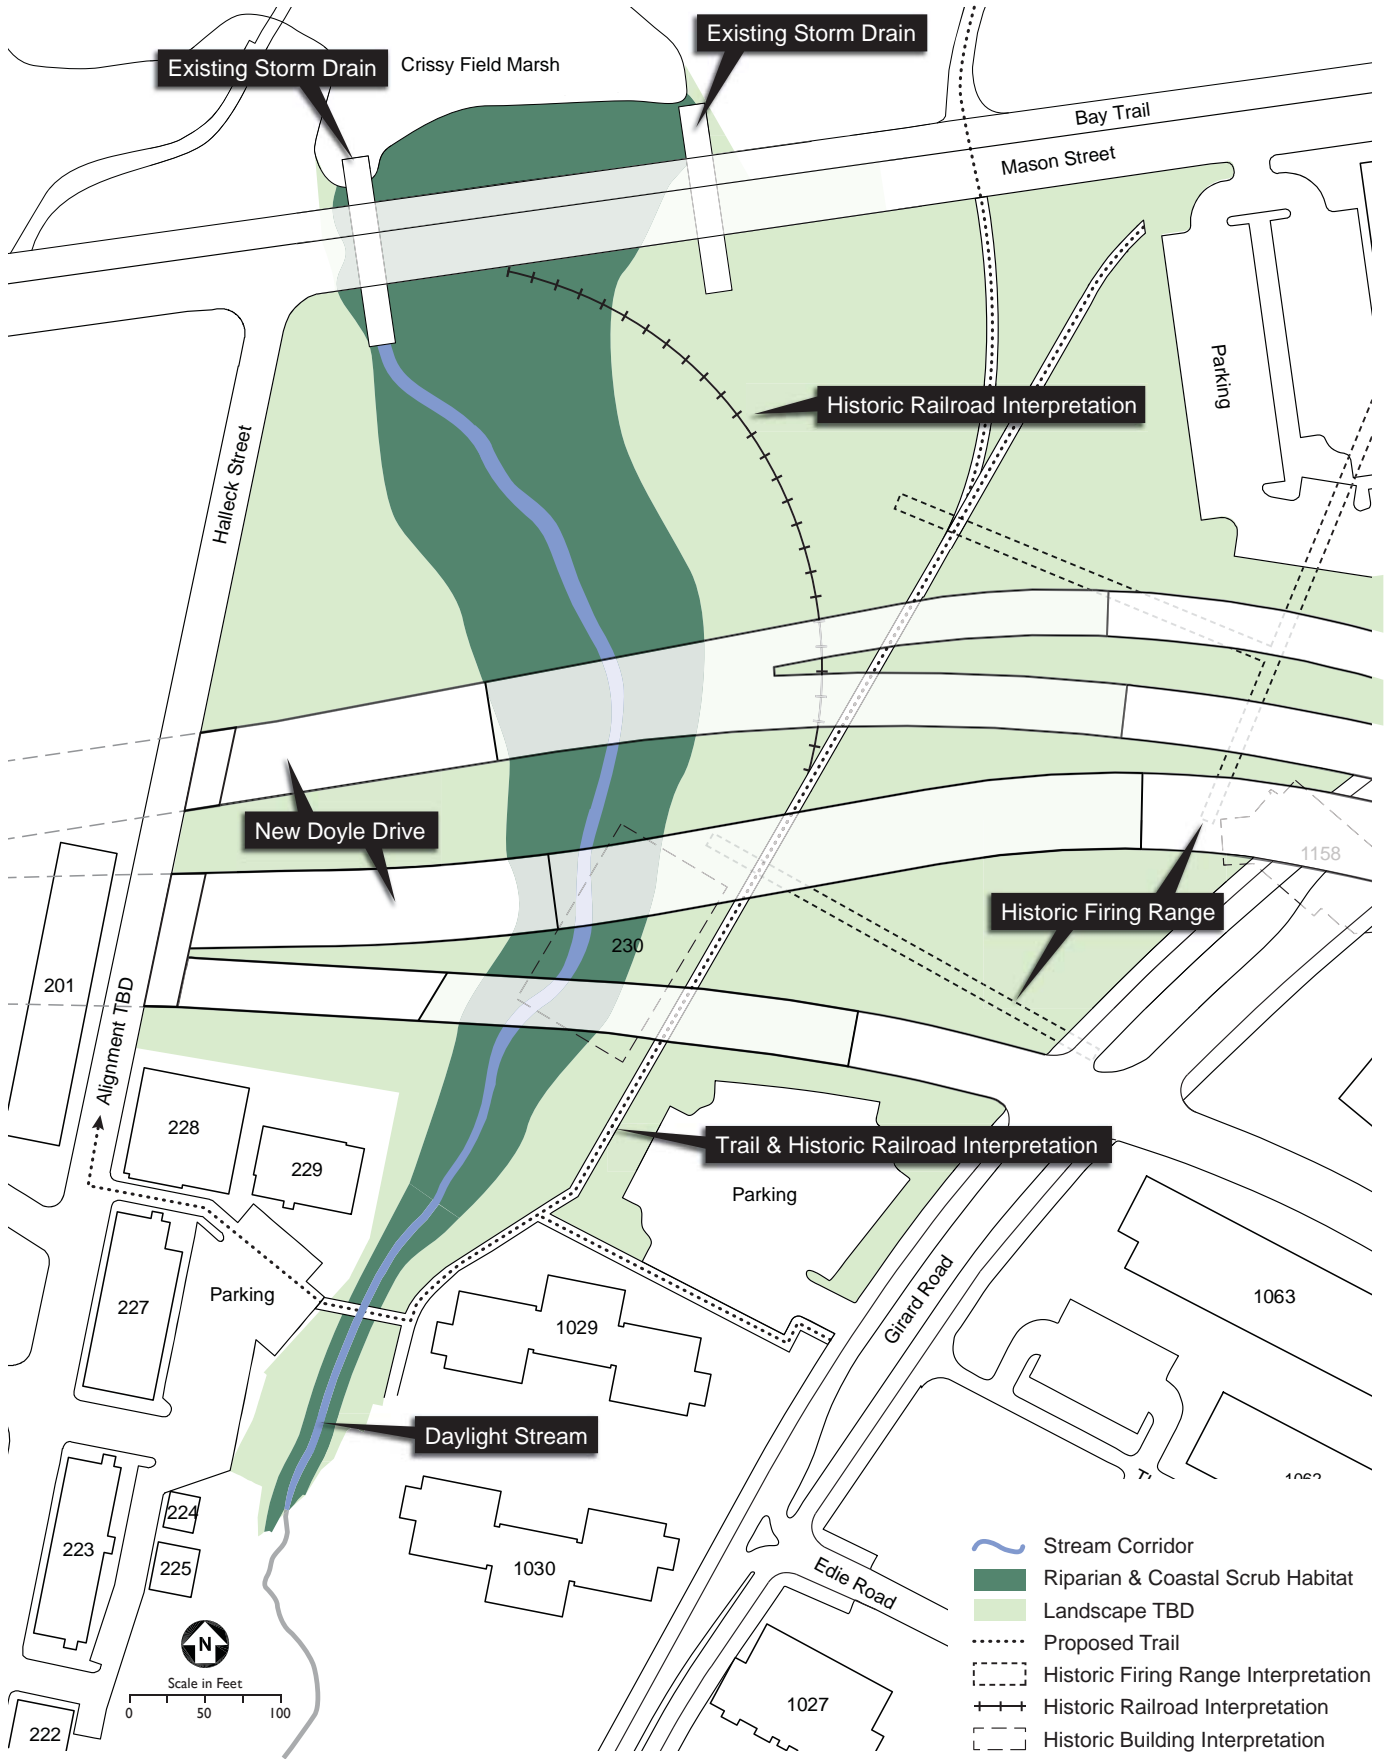 Existing Storm Drain
Existing Storm Drain
Crissy Field Marsh
Bay Trail
Mason Street
Parking
Historic Railroad Interpretation
Halleck Street
New Doyle Drive
1158
Historic Firing Range
230
201
Alignment TBD
228
229
Trail & Historic Railroad Interpretation
Parking
Girard Road
227
Parking
1029
1063
Daylight Stream
224
223
225
1030
Edie Road
1027
222
N
Scale in Feet
0 50 100
Stream Corridor
Riparian & Coastal Scrub Habitat
Landscape TBD
Proposed Trail
Historic Firing Range Interpretation
Historic Railroad Interpretation
Historic Building Interpretation